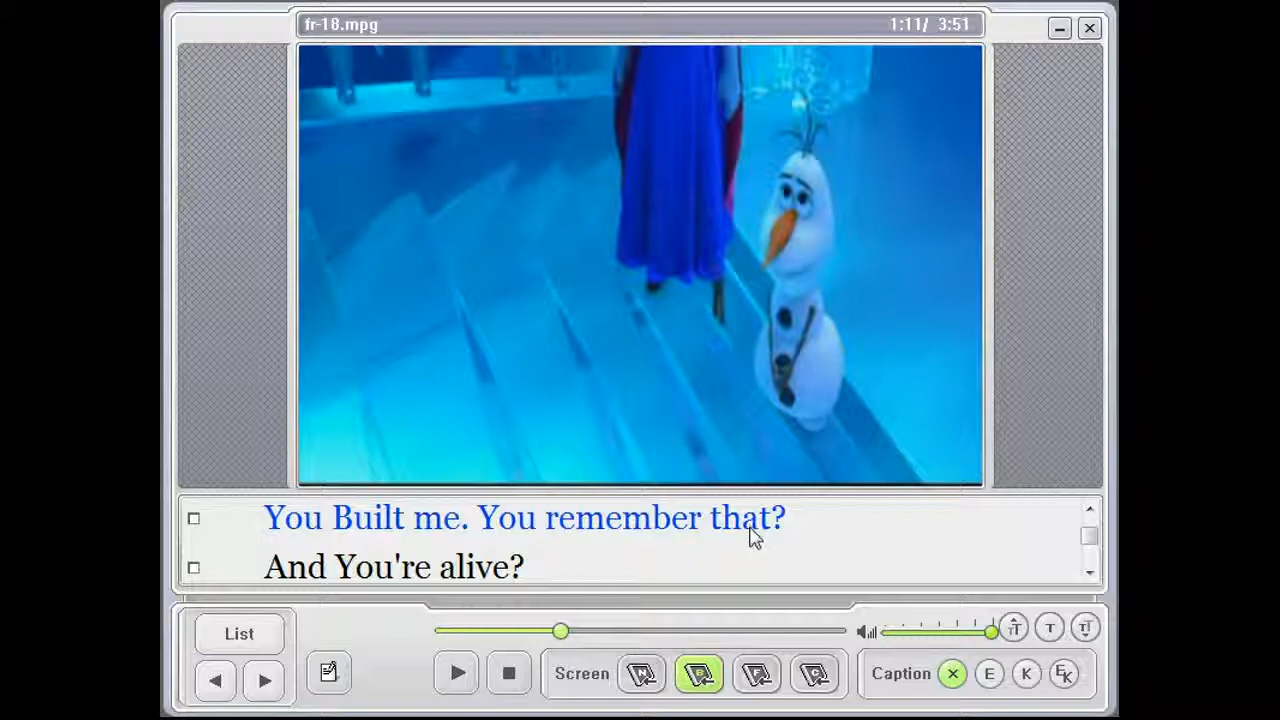 fr-18.mpg 1:11/ 3:51
You Built me. You remember that?
And You're alive?
List
Screen N E F C Caption × E K EK
T T T